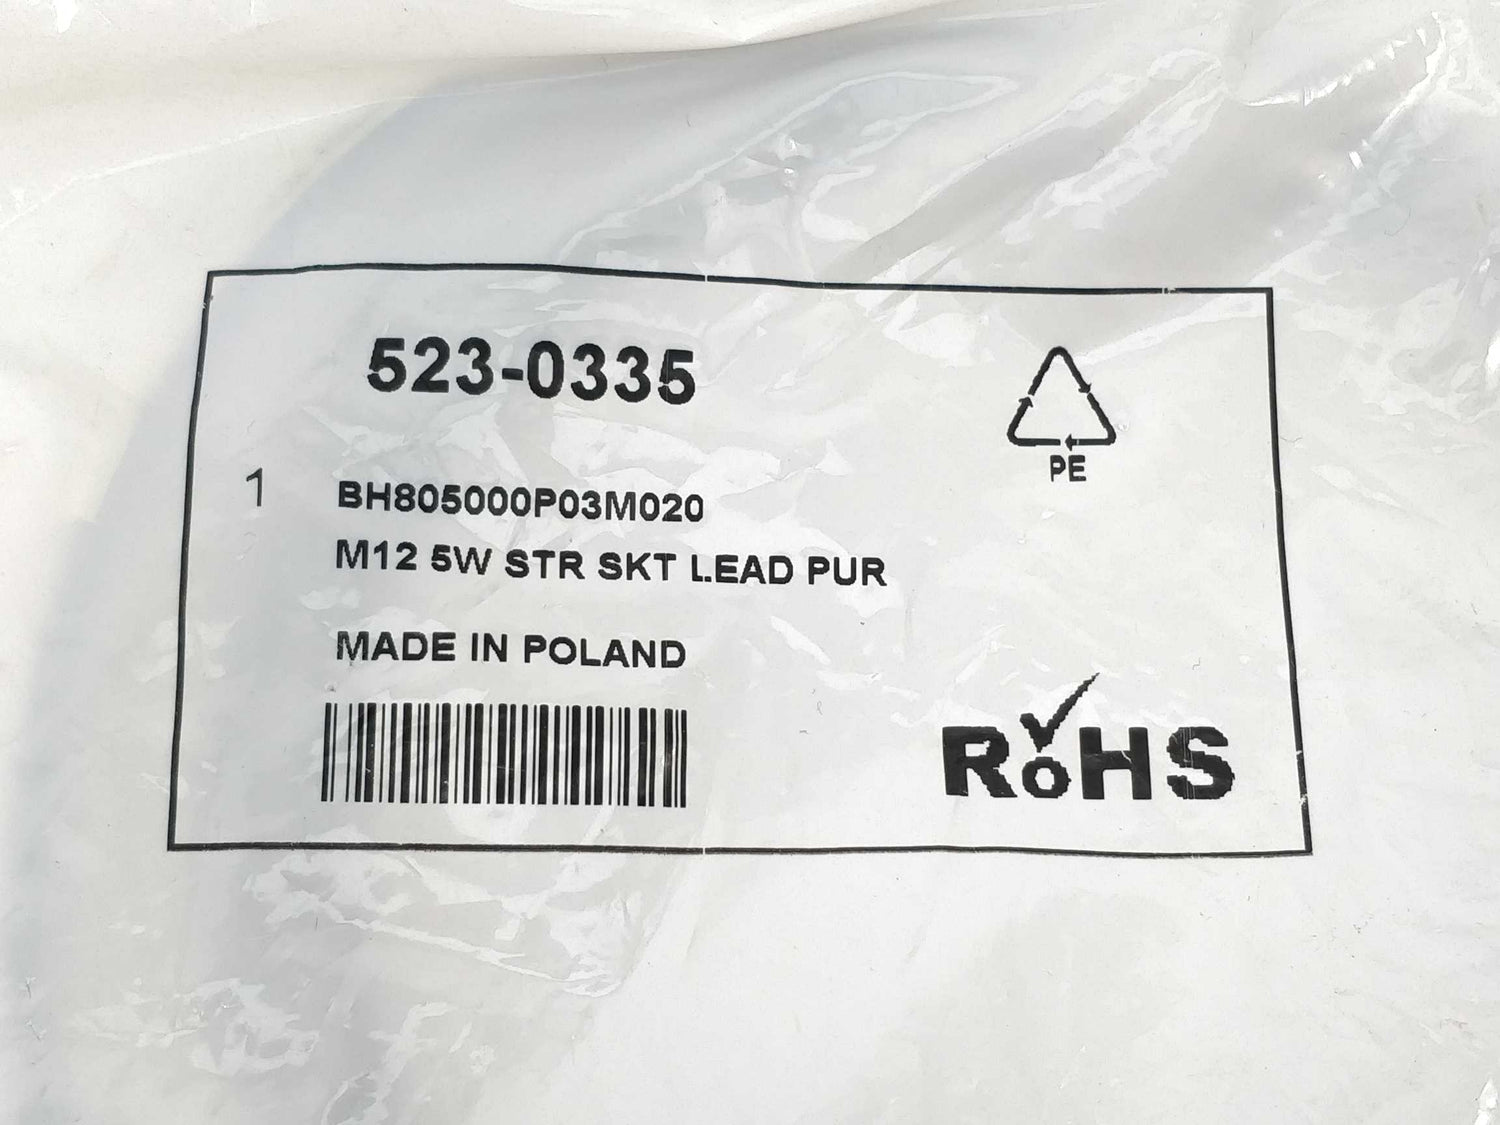 523-0335
PE
1
BH805000P03M020
M12 5W STR SKT LEAD PUR
MADE IN POLAND
RoHS